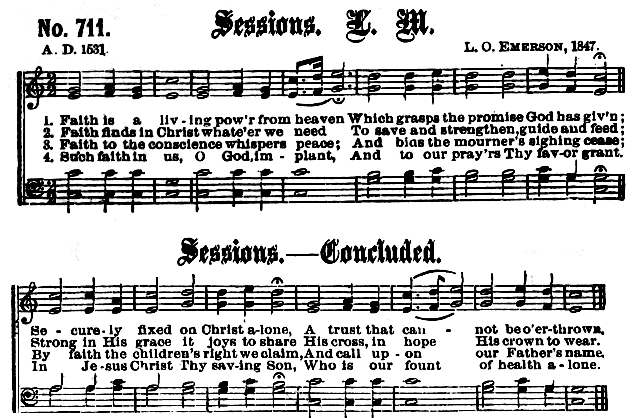 No. 711.
Sessions. L. M.
A. D. 1531.
L. O. EMERSON, 1847.
1. Faith is a liv - ing pow'r from heaven Which grasps the promise God has giv'n;
2. Faith finds in Christ whate'er we need To save and strengthen, guide and feed;
3. Faith to the conscience whispers peace; And bids the mourner's sighing cease;
4. Such faith in us, O God, im - plant, And to our pray'rs Thy fav-or grant.
Sessions.—Concluded.
Se - cure-ly fixed on Christ a-lone, A trust that can - not be o'er-thrown.
Strong in His grace it joys to share His cross, in hope His crown to wear.
By faith the children's right we claim, And call up - on our Father's name.
In Je-sus Christ Thy sav-ing Son, Who is our fount of health a - lone.